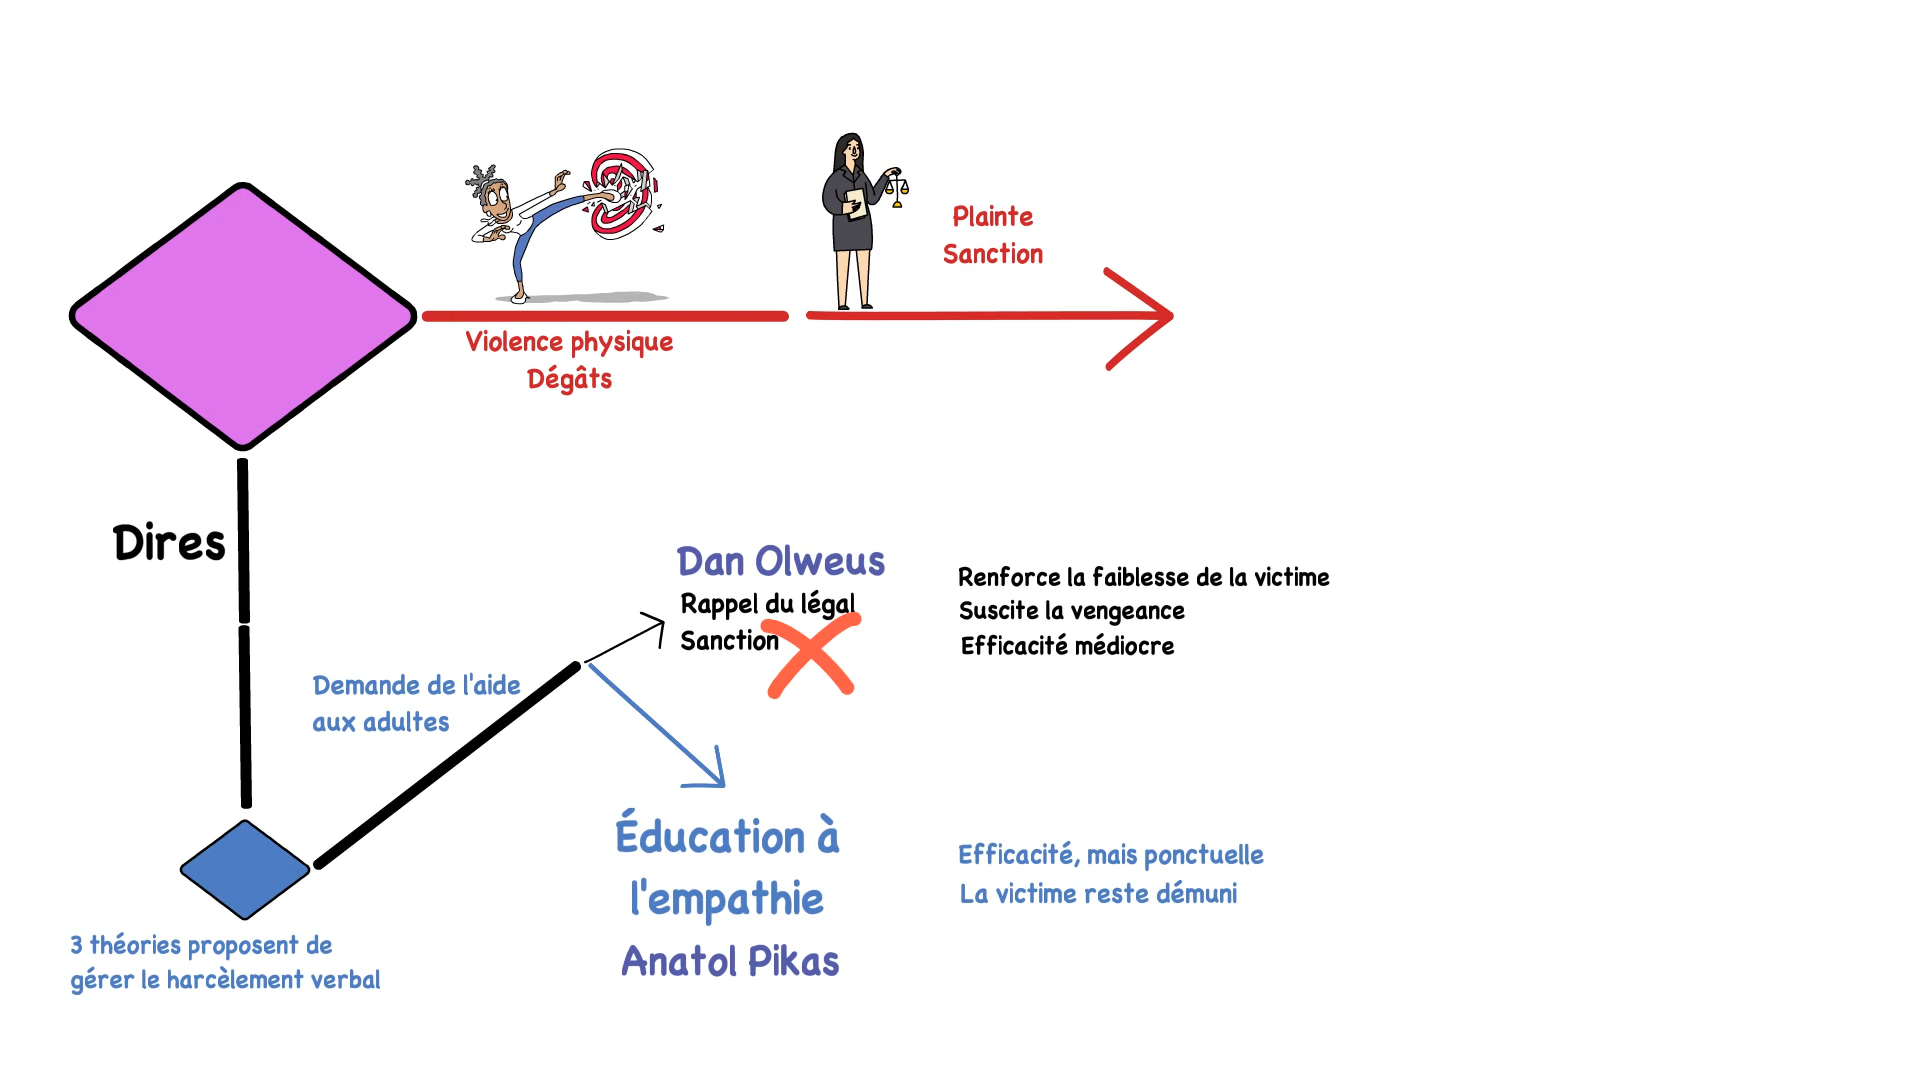 Plainte
Sanction
Violence physique
Dégâts
Dires
Dan Olweus
Rappel du légal
Sanction
Renforce la faiblesse de la victime
Suscite la vengeance
Efficacité médiocre
Demande de l'aide
aux adultes
Éducation à
l'empathie
Anatol Pikas
Efficacité, mais ponctuelle
La victime reste démuni
3 théories proposent de
gérer le harcèlement verbal